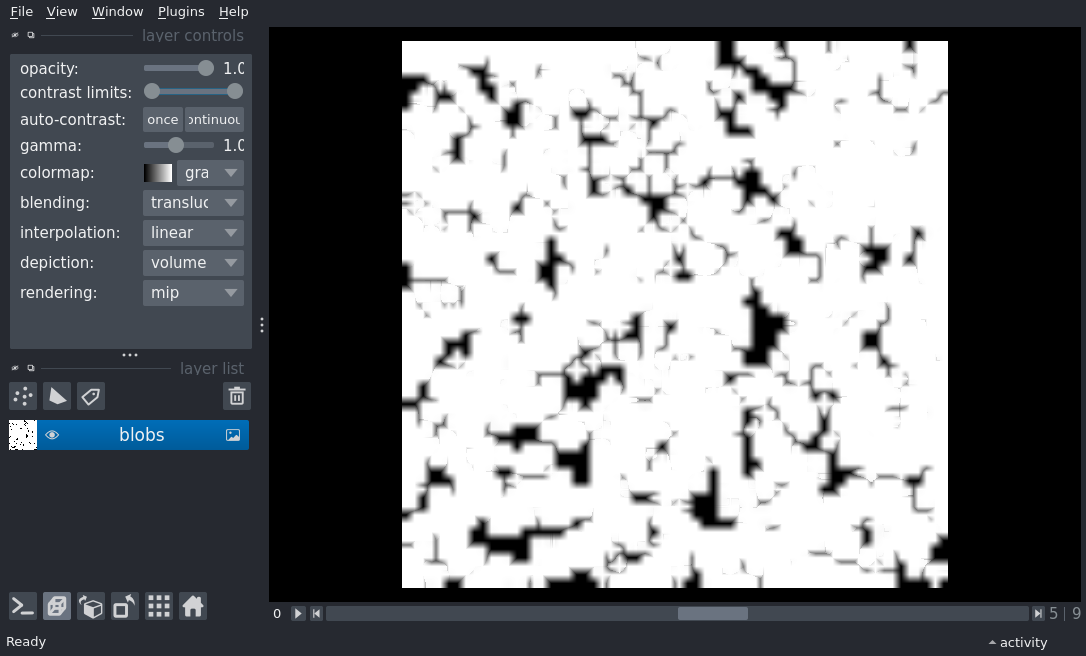 File View Window Plugins Help
layer controls
opacity: 1.0
contrast limits:
auto-contrast: once ontinuou
gamma: 1.0
colormap: gra
blending: transluc
interpolation: linear
depiction: volume
rendering: mip
layer list
blobs
0 5 | 9
Ready activity